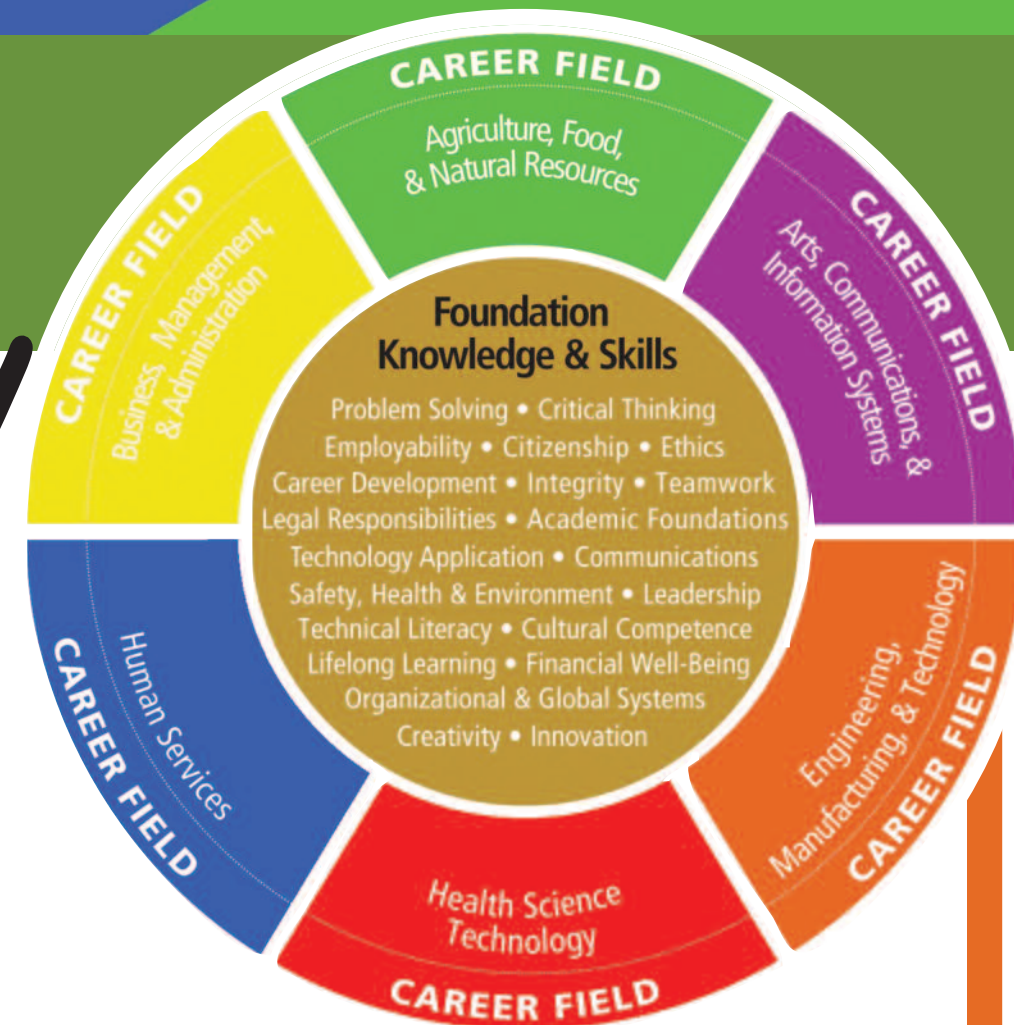 CAREER FIELD
Agriculture, Food,
& Natural Resources
CAREER FIELD
Arts, Communications, &
Information Systems
CAREER FIELD
Engineering,
Manufacturing, & Technology
CAREER FIELD
Health Science
Technology
CAREER FIELD
Human Services
CAREER FIELD
Business, Management,
& Administration
Foundation
Knowledge & Skills
Problem Solving • Critical Thinking
Employability • Citizenship • Ethics
Career Development • Integrity • Teamwork
Legal Responsibilities • Academic Foundations
Technology Application • Communications
Safety, Health & Environment • Leadership
Technical Literacy • Cultural Competence
Lifelong Learning • Financial Well-Being
Organizational & Global Systems
Creativity • Innovation